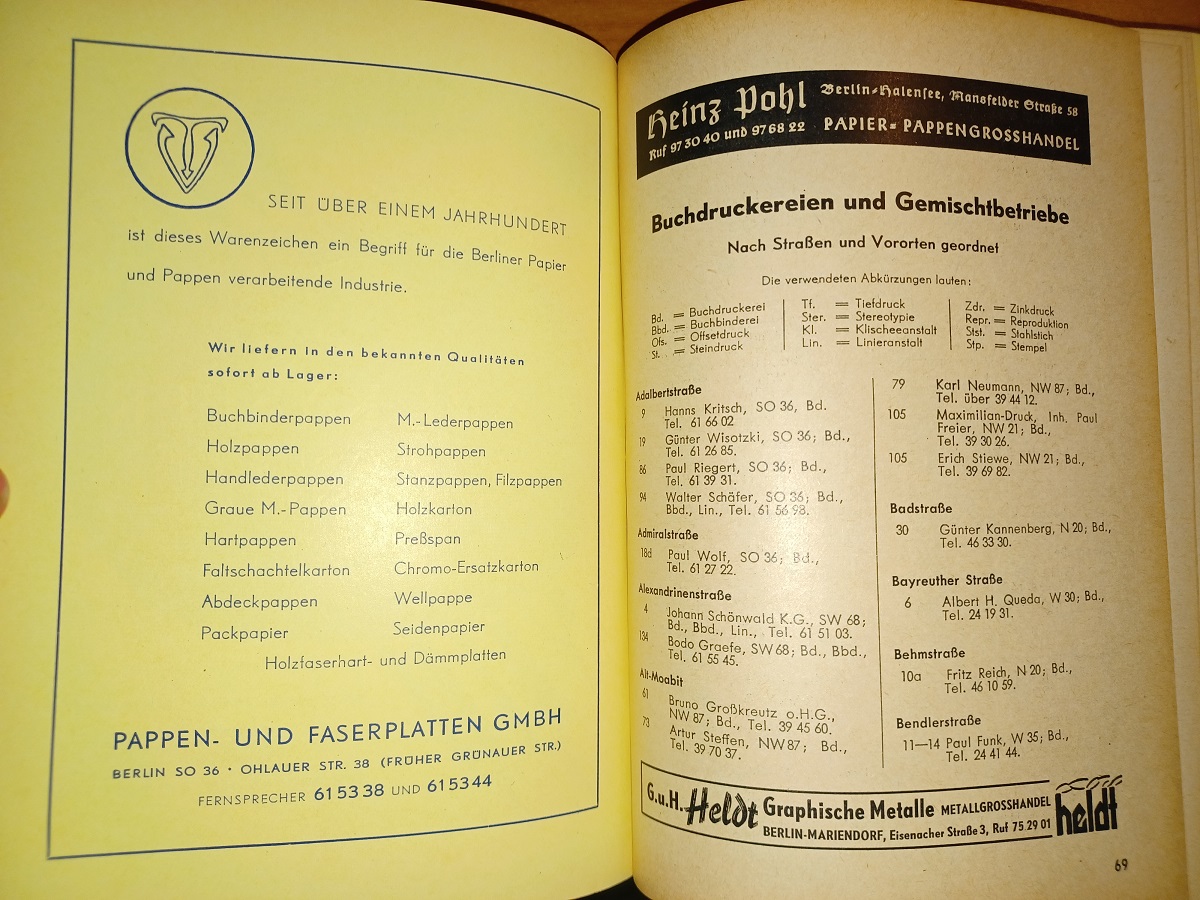 SEIT ÜBER EINEM JAHRHUNDERT
ist dieses Warenzeichen ein Begriff für die Berliner Papier
und Pappen verarbeitende Industrie.
Wir liefern in den bekannten Qualitäten
sofort ab Lager:
Buchbinderpappen
Holzpappen
Handlederpappen
Graue M.-Pappen
Hartpappen
Faltschachtelkarton
Abdeckpappen
Packpapier
M.-Lederpappen
Strohpappen
Stanzpappen, Filzpappen
Holzkarton
Preßspan
Chromo-Ersatzkarton
Wellpappe
Seidenpapier
Holzfaserhart- und Dämmplatten
PAPPEN- UND FASERPLATTEN GMBH
BERLIN SO 36 · OHLAUER STR. 38 (FRÜHER GRÜNAUER STR.)
FERNSPRECHER 61 53 38 UND 61 53 44
Heinz Pohl
Ruf 97 30 40 und 97 68 22
Berlin-Halensee, Mansfelder Straße 58
PAPIER- PAPPENGROSSHANDEL
Buchdruckereien und Gemischtbetriebe
Nach Straßen und Vororten geordnet
Die verwendeten Abkürzungen lauten:
Bd. = Buchdruckerei
Bbd. = Buchbinderei
Ofs. = Offsetdruck
St. = Steindruck
Tf. = Tiefdruck
Ster. = Stereotypie
Kl. = Klischeeanstalt
Lin. = Linieranstalt
Zdr. = Zinkdruck
Repr. = Reproduktion
Stst. = Stahlstich
Stp. = Stempel
Adalbertstraße
9 Hanns Kritsch, SO 36, Bd.
Tel. 61 66 02
19 Günter Wisotzki, SO 36; Bd.,
Tel. 61 26 85.
86 Paul Riegert, SO 36; Bd.,
Tel. 61 39 31.
94 Walter Schäfer, SO 36; Bd.,
Bbd., Lin., Tel. 61 56 98.
Admiralstraße
18d Paul Wolf, SO 36; Bd.,
Tel. 61 27 22.
Alexandrinenstraße
4 Johann Schönwald K.G., SW 68;
Bd., Bbd., Lin., Tel. 61 51 03.
134 Bodo Graefe, SW 68; Bd., Bbd.,
Tel. 61 55 45.
Alt-Moabit
61 Bruno Großkreutz o.H.G.,
NW 87; Bd., Tel. 39 45 60.
73 Artur Steffen, NW 87; Bd.,
Tel. 39 70 37.
79 Karl Neumann, NW 87; Bd.,
Tel. über 39 44 12.
105 Maximilian-Druck, Inh. Paul
Freier, NW 21; Bd.,
Tel. 39 30 26.
105 Erich Stiewe, NW 21; Bd.,
Tel. 39 69 82.
Badstraße
30 Günter Kannenberg, N 20; Bd.,
Tel. 46 33 30.
Bayreuther Straße
6 Albert H. Queda, W 30; Bd.,
Tel. 24 19 31.
Behmstraße
10a Fritz Reich, N 20; Bd.,
Tel. 46 10 59.
Bendlerstraße
11—14 Paul Funk, W 35; Bd.,
Tel. 24 41 44.
G.u.H. Heldt Graphische Metalle METALLGROSSHANDEL
BERLIN-MARIENDORF, Eisenacher Straße 3, Ruf 75 29 01
heldt
69